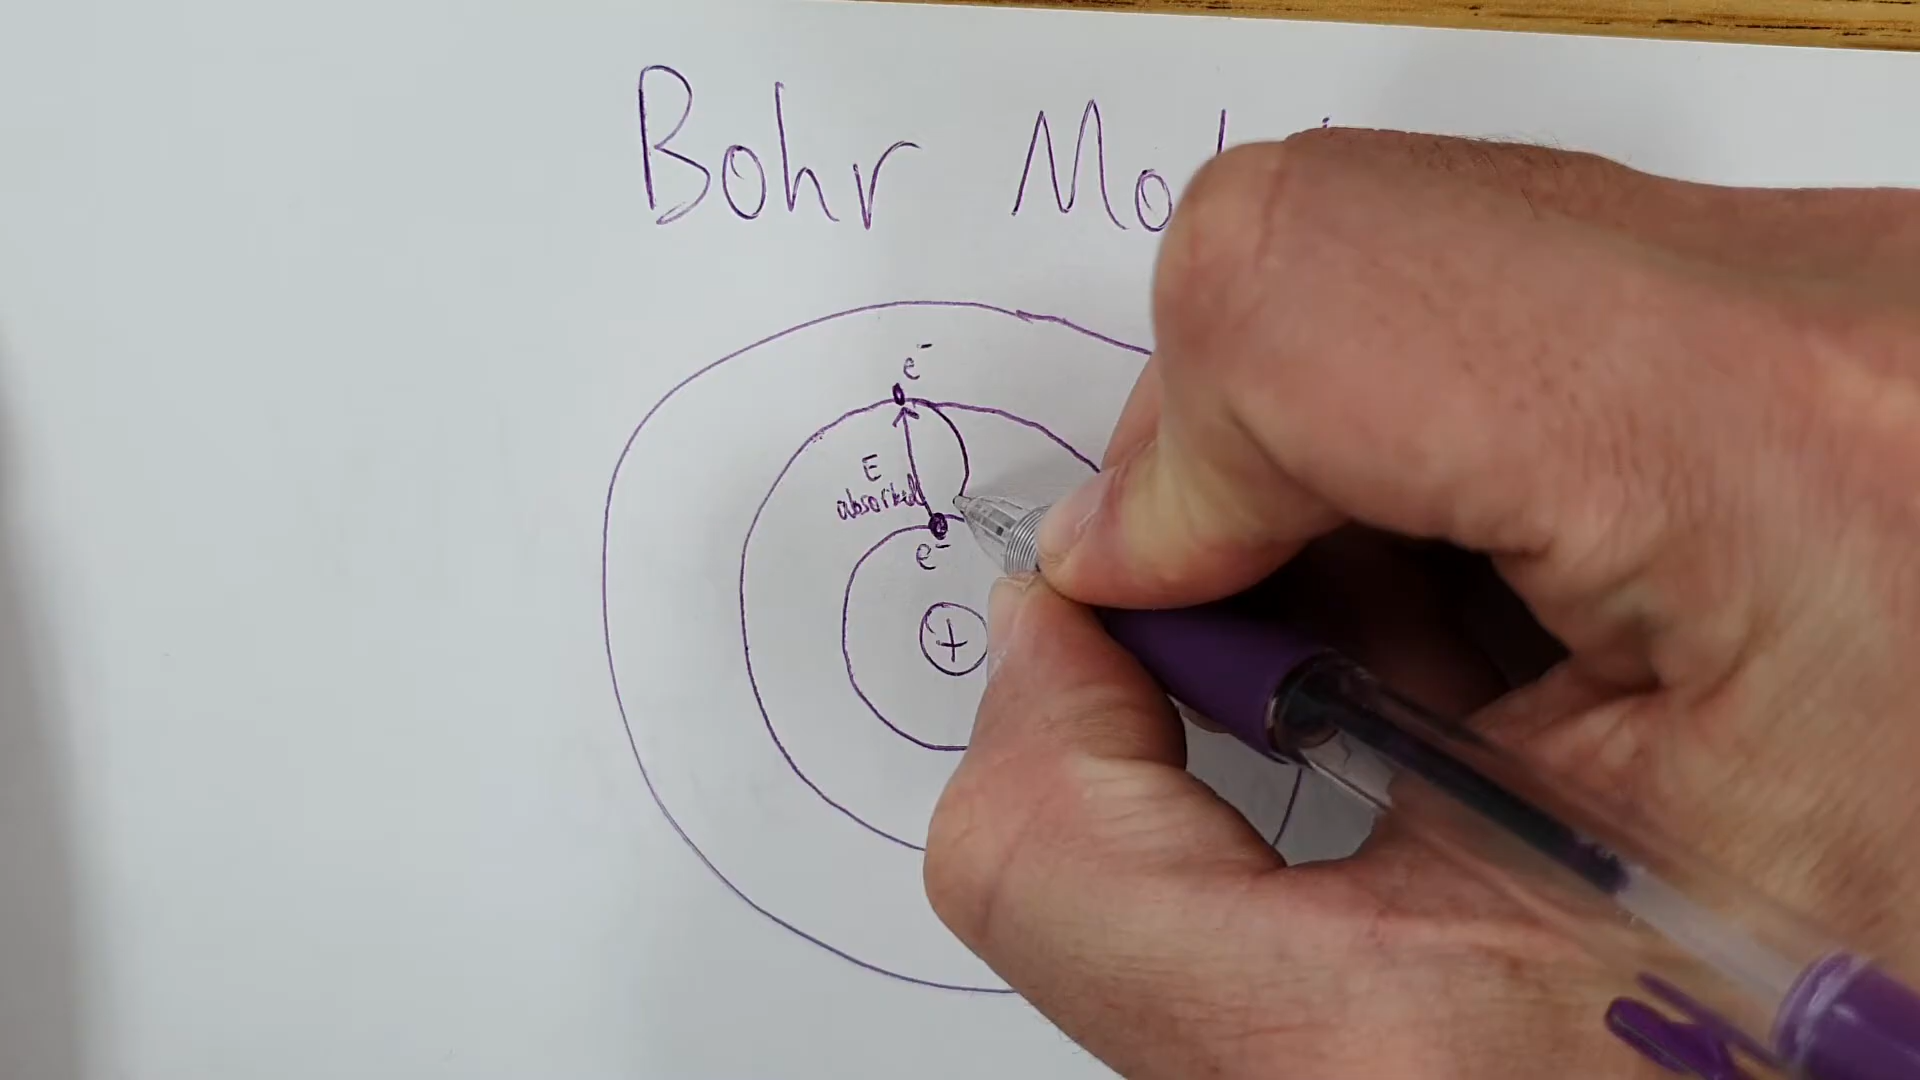 Bohr Mo
e⁻
E
absorbed
e⁻
+